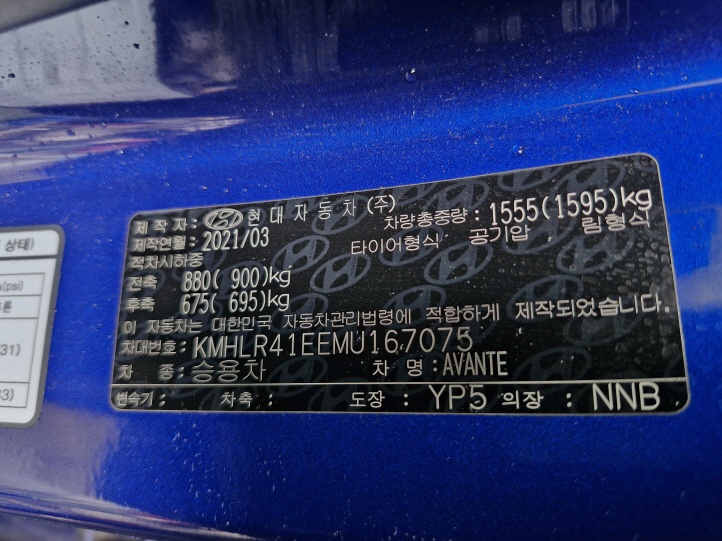 상태)
(psi)
31)
33)
제 작 자 : 현대자동차(주)
제작연월 : 2021/03
차량총중량 : 1555(1595)kg
타이어형식 공기압 림형식
적차시하중
전축 : 880( 900)kg
후축 : 675( 695)kg
이 자동차는 대한민국 자동차관리법령에 적합하게 제작되었습니다.
차대번호 : KMHLR41EEMU167075
차 종 : 승용차 차 명 : AVANTE
변속기 : 차축 : 도장 : YP5 의장 : NNB